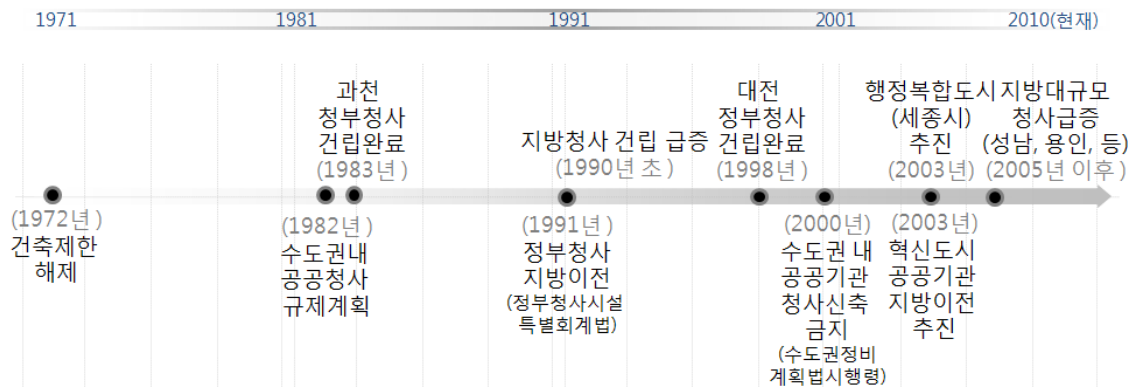 1971
1981
1991
2001
2010(현재)
과천
청부청사
건립완료
(1983년 )
지방청사 건립 급증
(1990년 초 )
대전
정부청사
건립완료
(1998년 )
행정복합도시
(세종시)
추진
(2003년)
지방대규모
청사급증
(성남, 용인, 등)
(2005년 이후 )
(1972년 )
건축제한
해제
(1982년 )
수도권내
공공청사
규제계획
(1991년 )
정부청사
지방이전
(정부청사시설
특별회계법)
(2000년)
수도권 내
공공기관
청사신축
금지
(수도권정비
계획법시행령)
(2003년)
혁신도시
공공기관
지방이전
추진